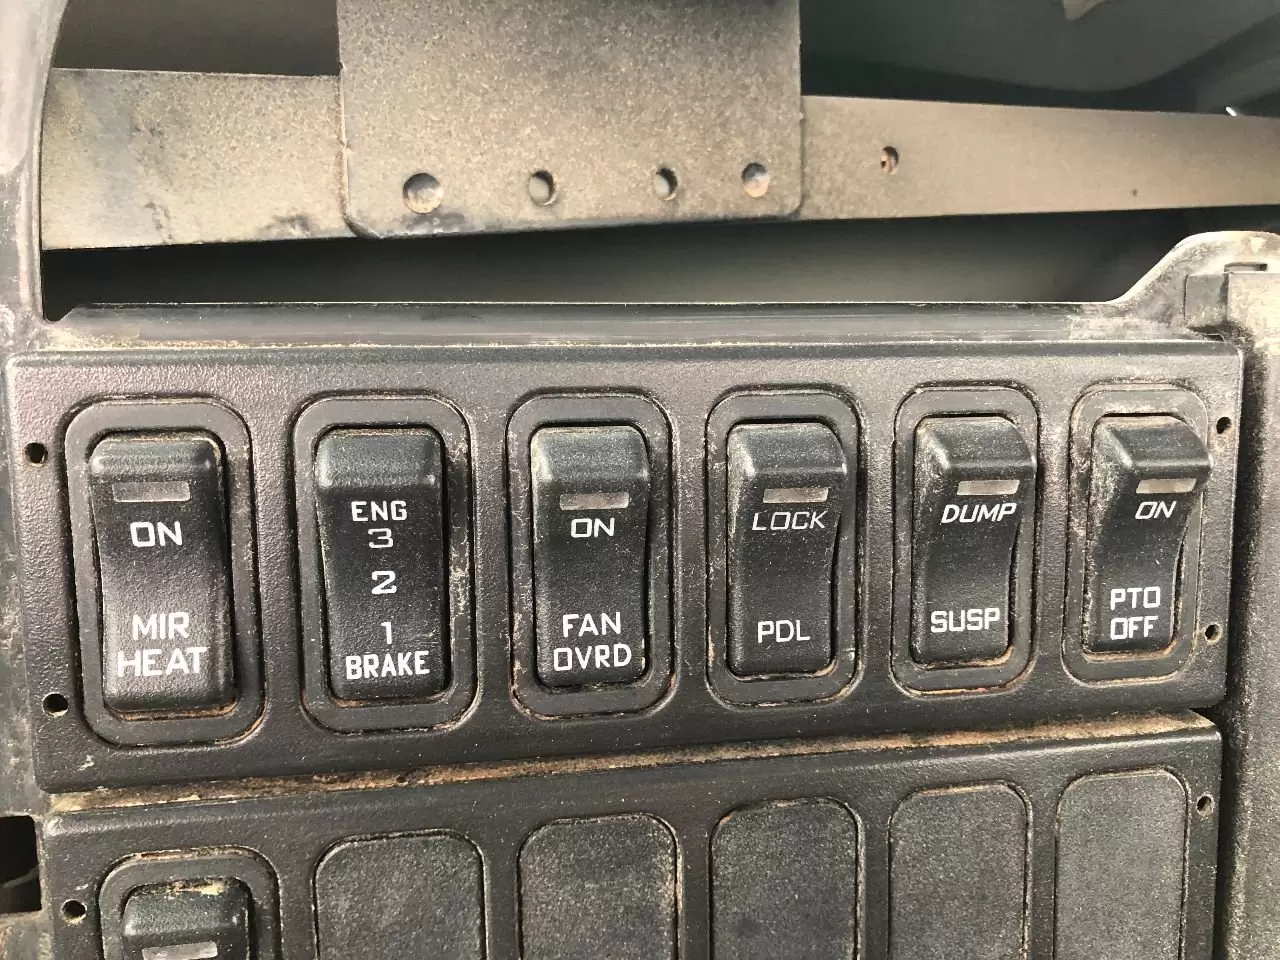 ON
MIR
HEAT
ENG
3
2
1
BRAKE
ON
FAN
OVRD
LOCK
PDL
DUMP
SUSP
ON
PTO
OFF